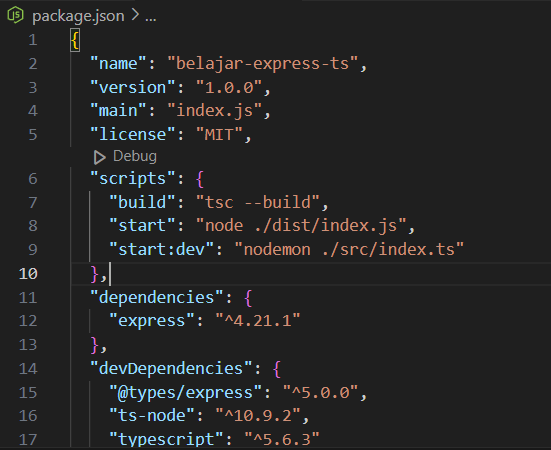 package.json > ...
1 {
2 "name": "belajar-express-ts",
3 "version": "1.0.0",
4 "main": "index.js",
5 "license": "MIT",
Debug
6 "scripts": {
7 "build": "tsc --build",
8 "start": "node ./dist/index.js",
9 "start:dev": "nodemon ./src/index.ts"
10 },
11 "dependencies": {
12 "express": "^4.21.1"
13 },
14 "devDependencies": {
15 "@types/express": "^5.0.0",
16 "ts-node": "^10.9.2",
17 "typescript": "^5.6.3"